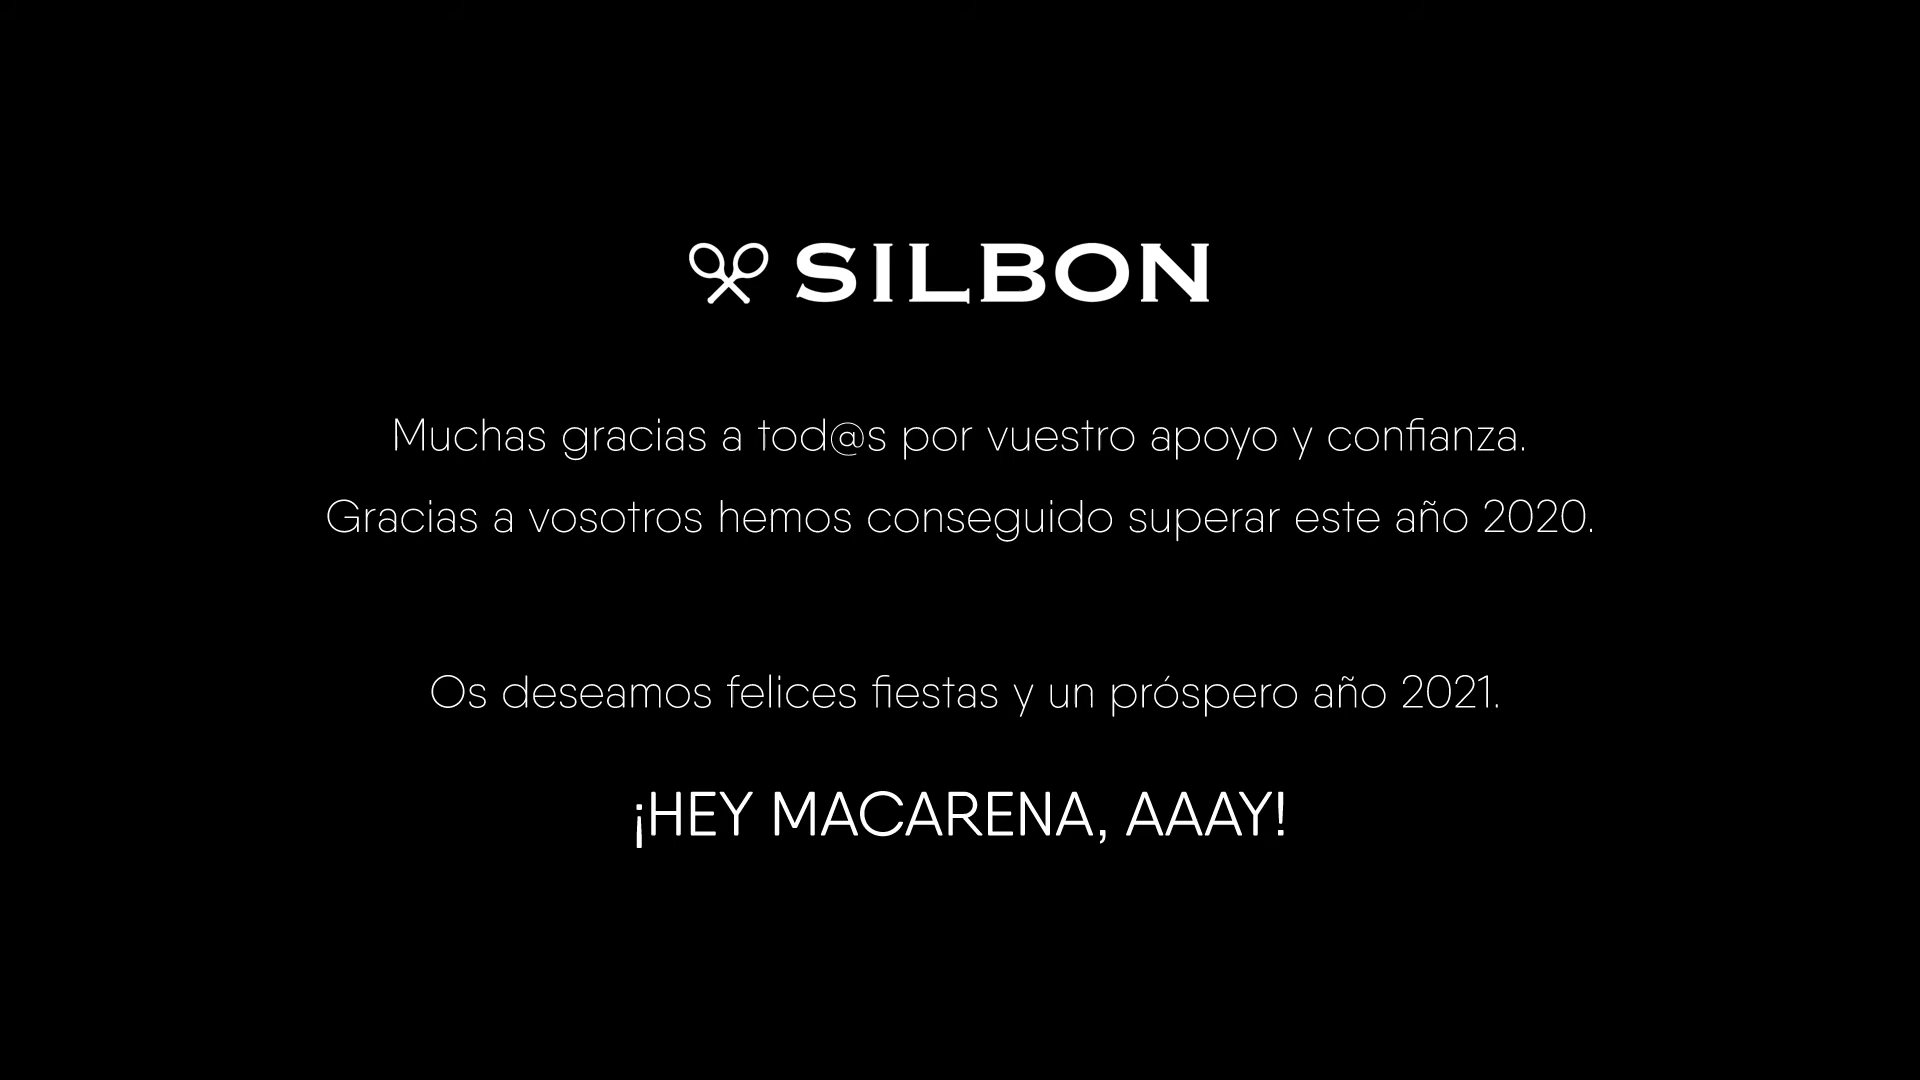 SILBON
Muchas gracias a tod@s por vuestro apoyo y confianza.
Gracias a vosotros hemos conseguido superar este año 2020.
Os deseamos felices fiestas y un próspero año 2021.
¡HEY MACARENA, AAAY!